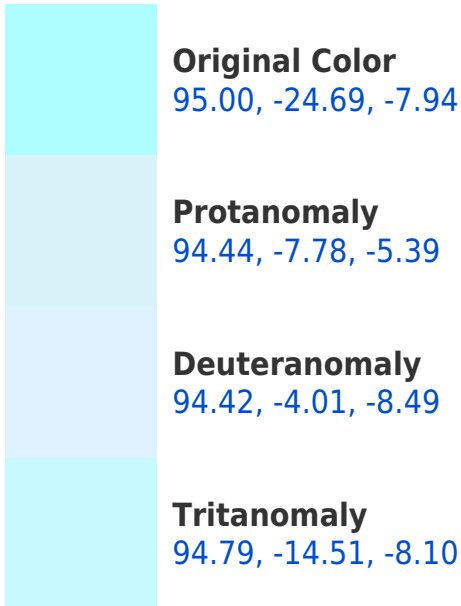 Original Color
95.00, -24.69, -7.94
Protanomaly
94.44, -7.78, -5.39
Deuteranomaly
94.42, -4.01, -8.49
Tritanomaly
94.79, -14.51, -8.10